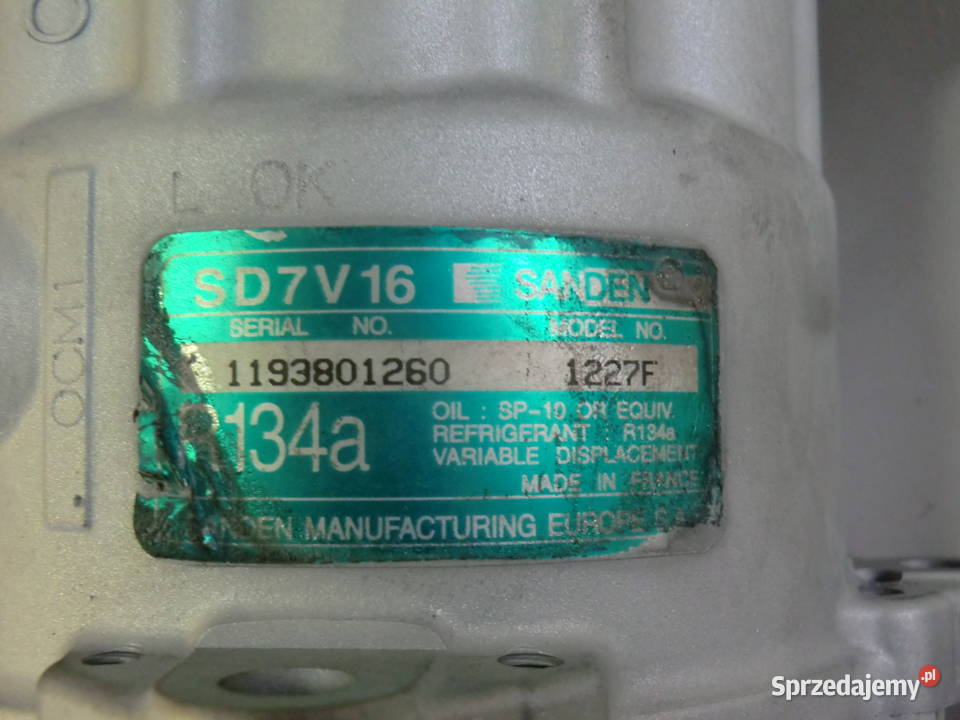 L OK
OCM1
SD7V16 SANDEN
SERIAL NO. MODEL NO.
1193801260 1227F
R134a
OIL : SP-10 OR EQUIV.
REFRIGERANT : R134a
VARIABLE DISPLACEMENT
MADE IN FRANCE
SANDEN MANUFACTURING EUROPE
Sprzedajemy.pl